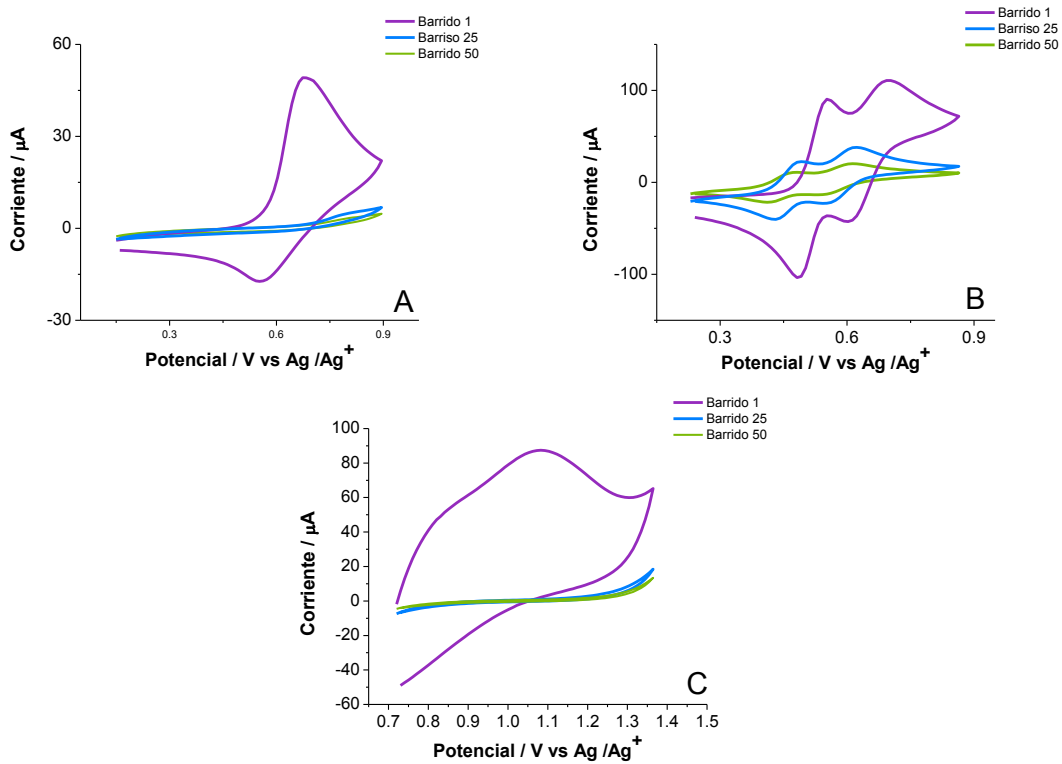 Barrido 1
Barriso 25
Barrido 50
60
30
0
-30
Corriente / μA
0.3
0.6
0.9
Potencial / V vs Ag /Ag+
A
Barrido 1
Barrido 25
Barrido 50
100
0
-100
Corriente / μA
0.3
0.6
0.9
Potencial / V vs Ag /Ag+
B
Barrido 1
Barrido 25
Barrido 50
100
80
60
40
20
0
-20
-40
-60
Corriente / μA
0.7 0.8 0.9 1.0 1.1 1.2 1.3 1.4 1.5
Potencial / V vs Ag /Ag+
C